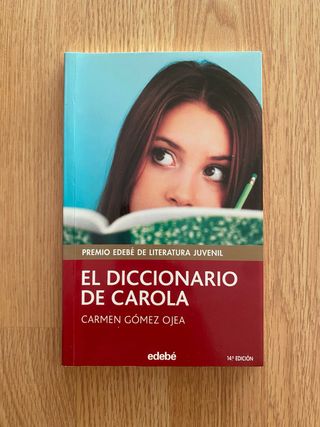 PREMIO EDEBÉ DE LITERATURA JUVENIL
EL DICCIONARIO
DE CAROLA
CARMEN GÓMEZ OJEA
edebé
14ª EDICIÓN